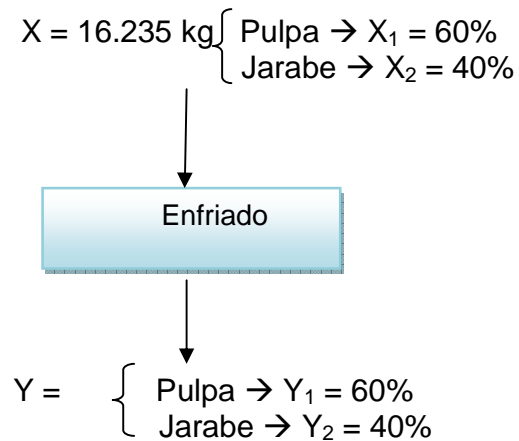 X = 16.235 kg { Pulpa → X₁ = 60%
Jarabe → X₂ = 40%
Enfriado
Y = { Pulpa → Y₁ = 60%
Jarabe → Y₂ = 40%